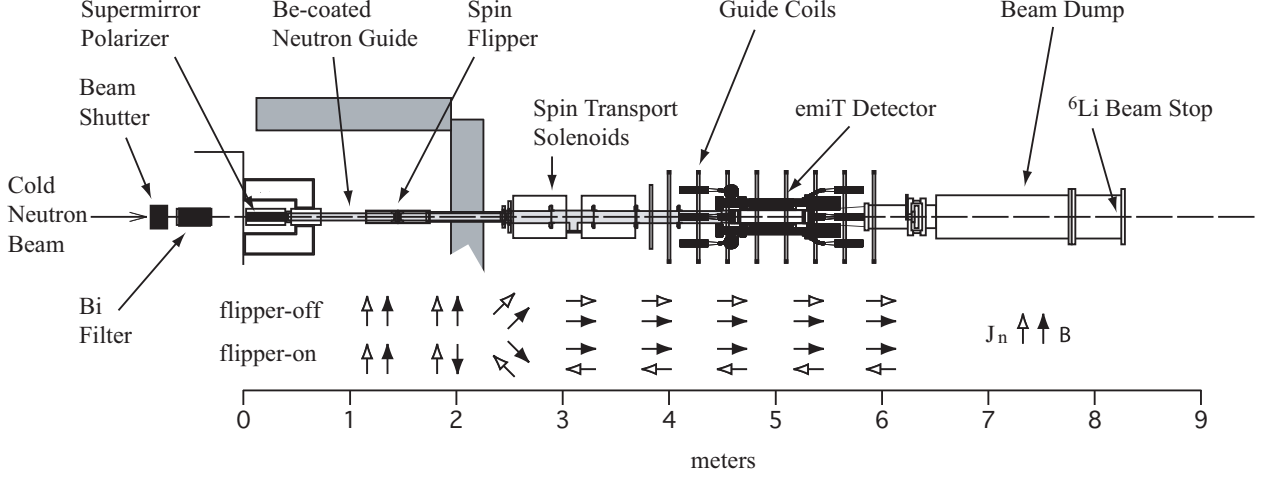 Supermirror
Polarizer
Be-coated
Neutron Guide
Spin
Flipper
Guide Coils
Beam Dump
Beam
Shutter
Spin Transport
Solenoids
emiT Detector
⁶Li Beam Stop
Cold
Neutron
Beam
Bi
Filter
flipper-off
flipper-on
Jn B
0 1 2 3 4 5 6 7 8 9
meters